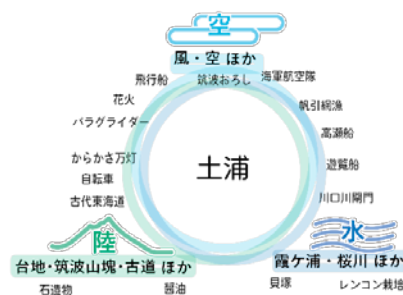 空
風・空 ほか
飛行船
筑波おろし
海軍航空隊
花火
帆引網漁
パラグライダー
高瀬船
からかさ万灯
土浦
遊覧船
自転車
古代東海道
川口川閘門
陸
水
台地・筑波山塊・古道 ほか
霞ケ浦・桜川 ほか
石造物
醤油
貝塚
レンコン栽培